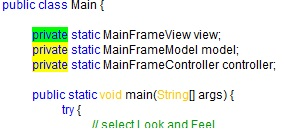 public class Main {
private static MainFrameView view;
private static MainFrameModel model;
private static MainFrameController controller;
public static void main(String[] args) {
try {
// select Look and Feel